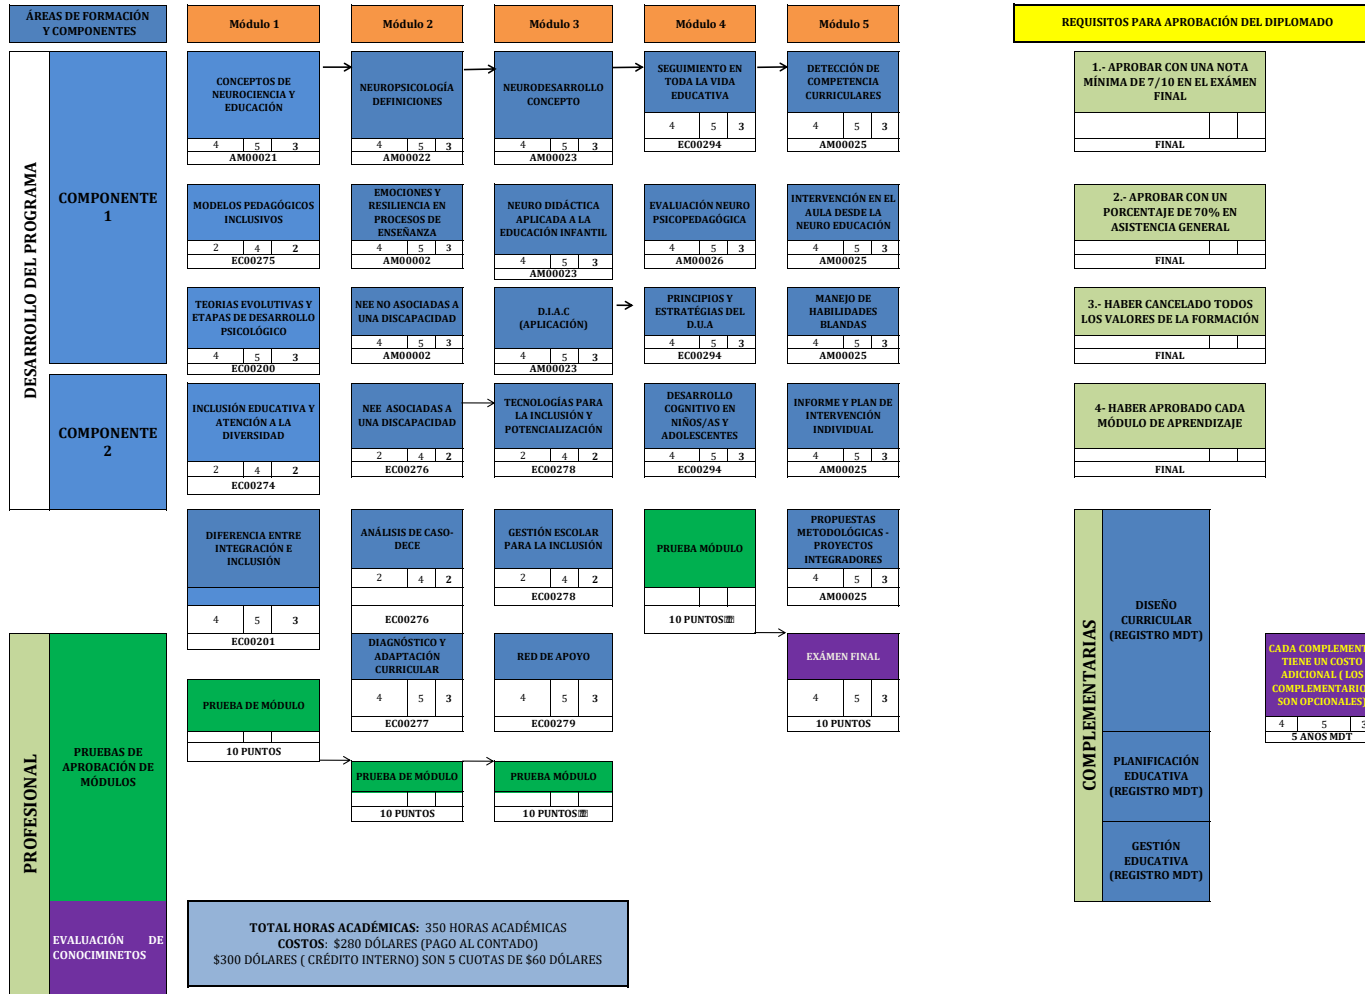 ÁREAS DE FORMACIÓN
Y COMPONENTES
Módulo 1
Módulo 2
Módulo 3
Módulo 4
Módulo 5
REQUISITOS PARA APROBACIÓN DEL DIPLOMADO
DESARROLLO DEL PROGRAMA
COMPONENTE
1
CONCEPTOS DE
NEUROCIENCIA Y
EDUCACIÓN
4 5 3
AM00021
NEUROPSICOLOGÍA
DEFINICIONES
4 5 3
AM00022
NEURODESARROLLO
CONCEPTO
4 5 3
AM00023
SEGUIMIENTO EN
TODA LA VIDA
EDUCATIVA
4 5 3
EC00294
DETECCIÓN DE
COMPETENCIA
CURRICULARES
4 5 3
AM00025
1.- APROBAR CON UNA NOTA
MÍNIMA DE 7/10 EN EL EXÁMEN
FINAL
FINAL
MODELOS PEDAGÓGICOS
INCLUSIVOS
2 4 2
EC00275
EMOCIONES Y
RESILIENCIA EN
PROCESOS DE
ENSEÑANZA
4 5 3
AM00002
NEURO DIDÁCTICA
APLICADA A LA
EDUCACIÓN INFANTIL
4 5 3
AM00023
EVALUACIÓN NEURO
PSICOPEDAGÓGICA
4 5 3
AM00026
INTERVENCIÓN EN EL
AULA DESDE LA
NEURO EDUCACIÓN
4 5 3
AM00025
2.- APROBAR CON UN
PORCENTAJE DE 70% EN
ASISTENCIA GENERAL
FINAL
TEORIAS EVOLUTIVAS Y
ETAPAS DE DESARROLLO
PSICOLÓGICO
4 5 3
EC00200
NEE NO ASOCIADAS A
UNA DISCAPACIDAD
4 5 3
AM00002
D.I.A.C
(APLICACIÓN)
4 5 3
AM00023
PRINCIPIOS Y
ESTRATÉGIAS DEL
D.U.A
4 5 3
EC00294
MANEJO DE
HABILIDADES
BLANDAS
4 5 3
AM00025
3.- HABER CANCELADO TODOS
LOS VALORES DE LA FORMACIÓN
FINAL
COMPONENTE
2
INCLUSIÓN EDUCATIVA Y
ATENCIÓN A LA
DIVERSIDAD
2 4 2
EC00274
NEE ASOCIADAS A
UNA DISCAPACIDAD
2 4 2
EC00276
TECNOLOGÍAS PARA
LA INCLUSIÓN Y
POTENCIALIZACIÓN
2 4 2
EC00278
DESARROLLO
COGNITIVO EN
NIÑOS/AS Y
ADOLESCENTES
4 5 3
EC00294
INFORME Y PLAN DE
INTERVENCIÓN
INDIVIDUAL
4 5 3
AM00025
4- HABER APROBADO CADA
MÓDULO DE APRENDIZAJE
FINAL
DIFERENCIA ENTRE
INTEGRACIÓN E
INCLUSIÓN
4 5 3
EC00201
ANÁLISIS DE CASO-
DECE
2 4 2
EC00276
GESTIÓN ESCOLAR
PARA LA INCLUSIÓN
2 4 2
EC00278
PRUEBA MÓDULO
10 PUNTOS
PROPUESTAS
METODOLÓGICAS -
PROYECTOS
INTEGRADORES
4 5 3
AM00025
PROFESIONAL
PRUEBAS DE
APROBACIÓN DE
MÓDULOS
PRUEBA DE MÓDULO
10 PUNTOS
DIAGNÓSTICO Y
ADAPTACIÓN
CURRICULAR
4 5 3
EC00277
RED DE APOYO
4 5 3
EC00279
EXÁMEN FINAL
4 5 3
10 PUNTOS
PRUEBA DE MÓDULO
10 PUNTOS
PRUEBA MÓDULO
10 PUNTOS
COMPLEMENTARIAS
DISEÑO
CURRICULAR
(REGISTRO MDT)
PLANIFICACIÓN
EDUCATIVA
(REGISTRO MDT)
GESTIÓN
EDUCATIVA
(REGISTRO MDT)
CADA COMPLEMENT
TIENE UN COSTO
ADICIONAL ( LOS
COMPLEMENTARIO
SON OPCIONALES)
4 5 3
5 AÑOS MDT
EVALUACIÓN DE
CONOCIMINETOS
TOTAL HORAS ACADÉMICAS: 350 HORAS ACADÉMICAS
COSTOS: $280 DÓLARES (PAGO AL CONTADO)
$300 DÓLARES ( CRÉDITO INTERNO) SON 5 CUOTAS DE $60 DÓLARES